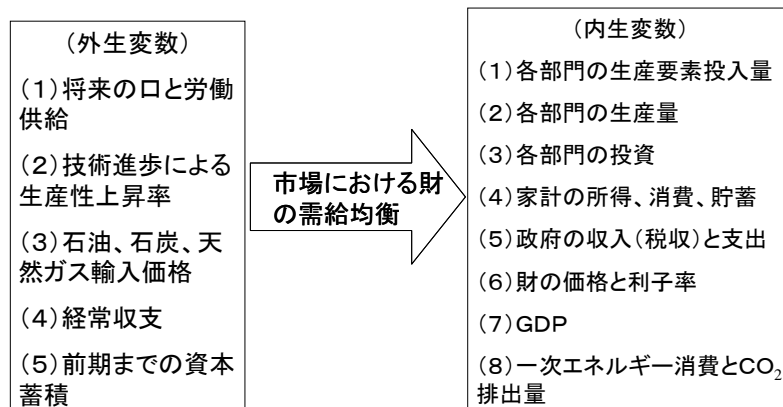 （外生変数）
（１）将来の口と労働
供給
（２）技術進歩による
生産性上昇率
（３）石油、石炭、天
然ガス輸入価格
（４）経常収支
（５）前期までの資本
蓄積
市場における財
の需給均衡
（内生変数）
（１）各部門の生産要素投入量
（２）各部門の生産量
（３）各部門の投資
（４）家計の所得、消費、貯蓄
（５）政府の収入（税収）と支出
（６）財の価格と利子率
（７）GDP
（８）一次エネルギー消費とCO₂
排出量